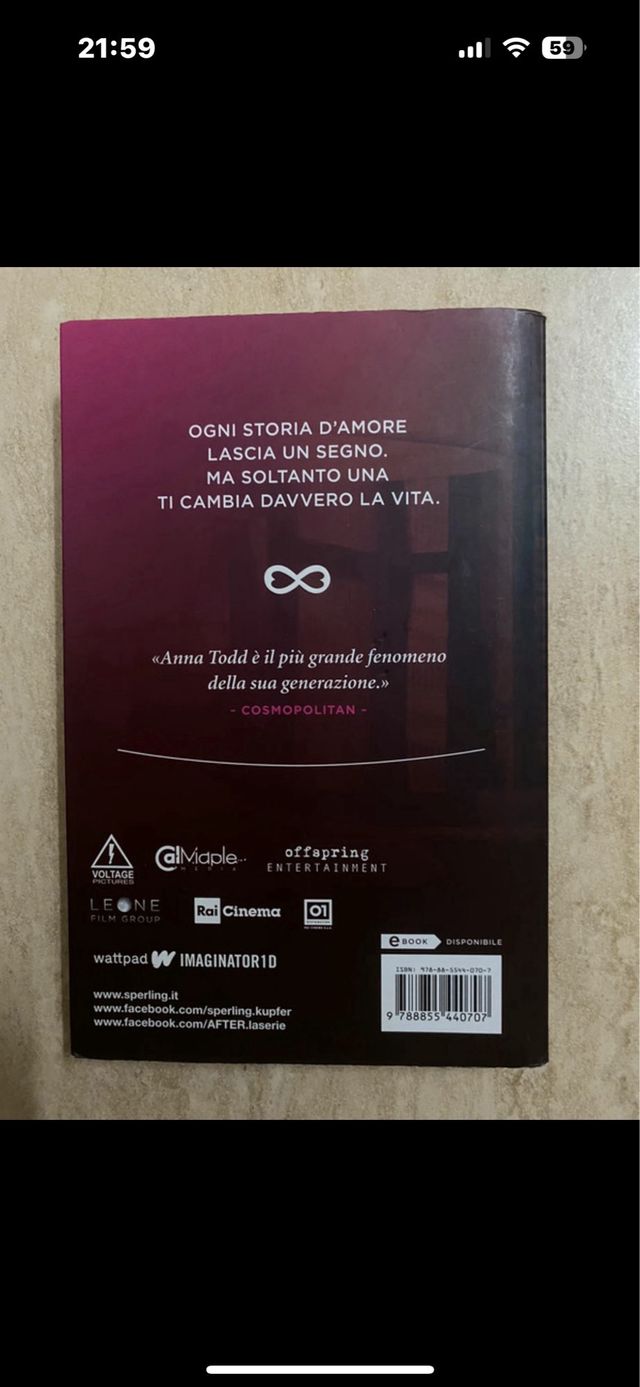 21:59
59
OGNI STORIA D'AMORE
LASCIA UN SEGNO.
MA SOLTANTO UNA
TI CAMBIA DAVVERO LA VITA.
«Anna Todd è il più grande fenomeno
della sua generazione.»
- COSMOPOLITAN -
VOLTAGE
PICTURES
CalMaple
MEDIA
offspring
ENTERTAINMENT
LEONE
FILM GROUP
Rai Cinema
01
DISTRIBUTION
wattpad IMAGINATOR1D
e BOOK DISPONIBILE
ISBN: 978-88-5544-070-7
9 788855 440707
www.sperling.it
www.facebook.com/sperling.kupfer
www.facebook.com/AFTER.laserie